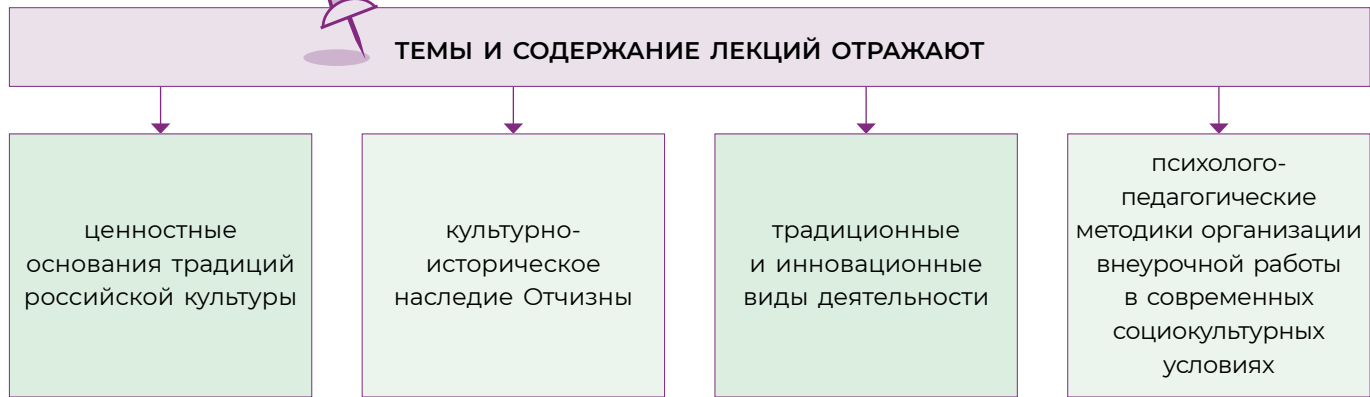 ТЕМЫ И СОДЕРЖАНИЕ ЛЕКЦИЙ ОТРАЖАЮТ
ценностные
основания традиций
российской культуры
культурно-
историческое
наследие Отчизны
традиционные
и инновационные
виды деятельности
психолого-
педагогические
методики организации
внеурочной работы
в современных
социокультурных
условиях